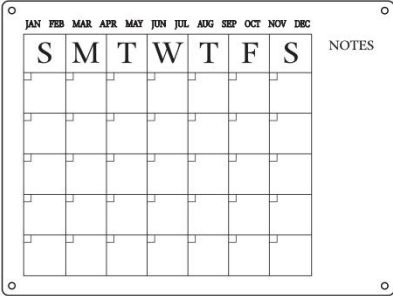 JAN FEB MAR APR MAY JUN JUL AUG SEP OCT NOV DEC
S M T W T F S
NOTES